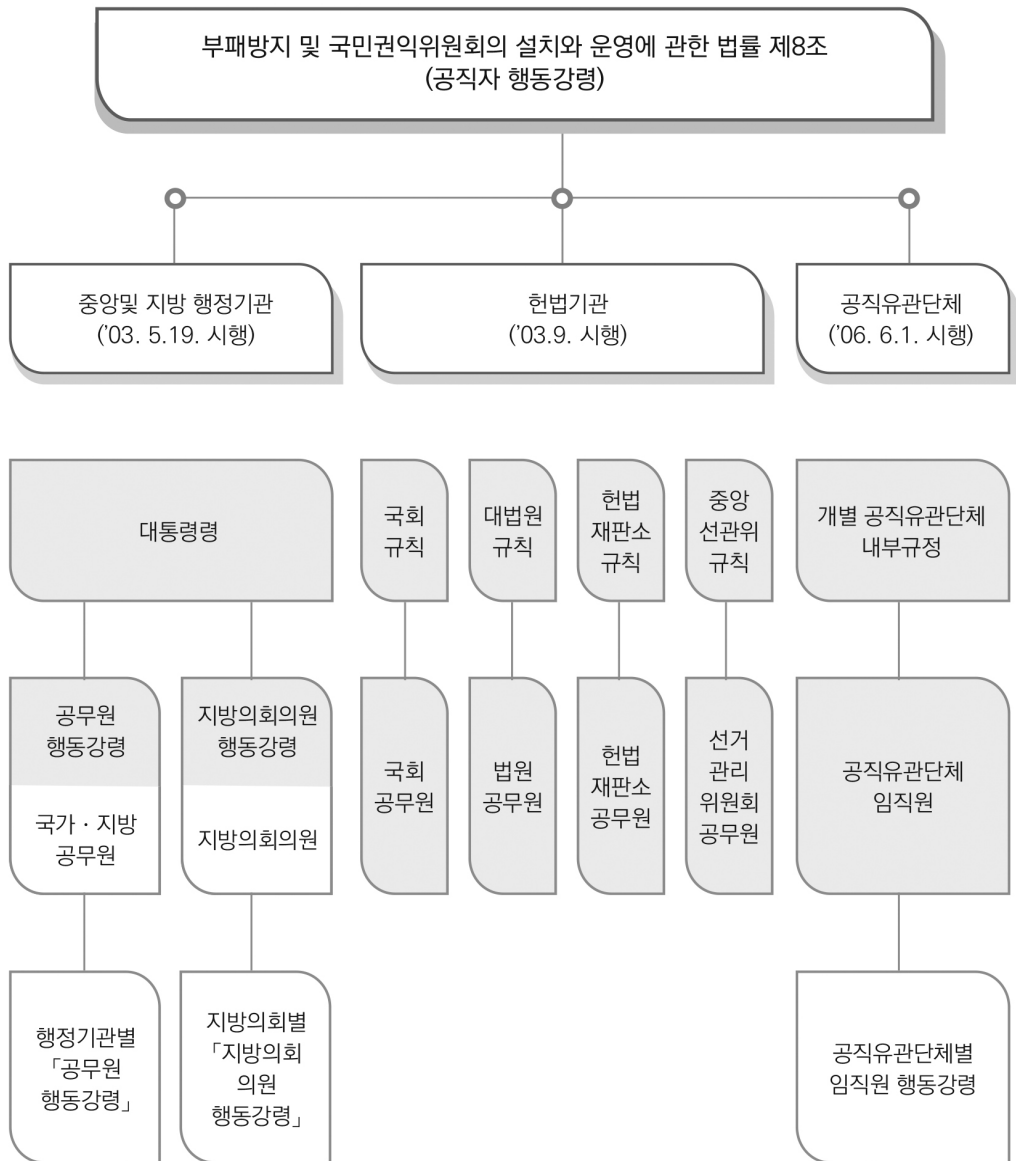 부패방지 및 국민권익위원회의 설치와 운영에 관한 법률 제8조
(공직자 행동강령)
중앙및 지방 행정기관
('03. 5.19. 시행)
헌법기관
('03.9. 시행)
공직유관단체
('06. 6.1. 시행)
대통령령
국회
규칙
대법원
규칙
헌법
재판소
규칙
중앙
선관위
규칙
개별 공직유관단체
내부규정
공무원
행동강령
국가 · 지방
공무원
지방의회의원
행동강령
지방의회의원
국회
공무원
법원
공무원
헌법
재판소
공무원
선거
관리
위원회
공무원
공직유관단체
임직원
행정기관별
「공무원
행동강령」
지방의회별
「지방의회
의원
행동강령」
공직유관단체별
임직원 행동강령